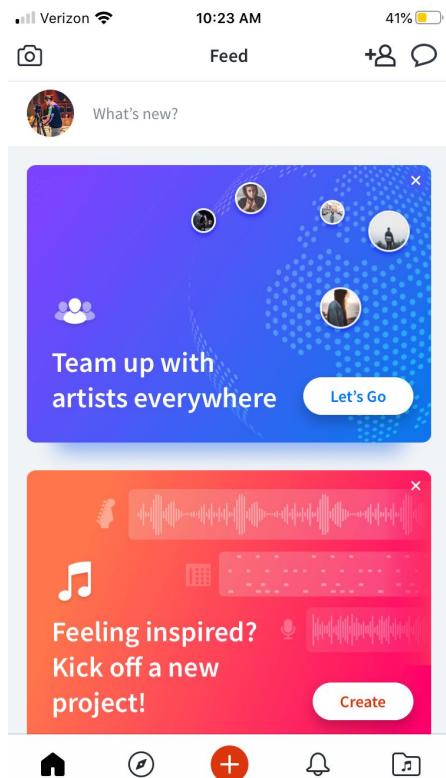 Verizon 10:23 AM 41%
Feed
What's new?
Team up with
artists everywhere
Let's Go
Feeling inspired?
Kick off a new
project!
Create